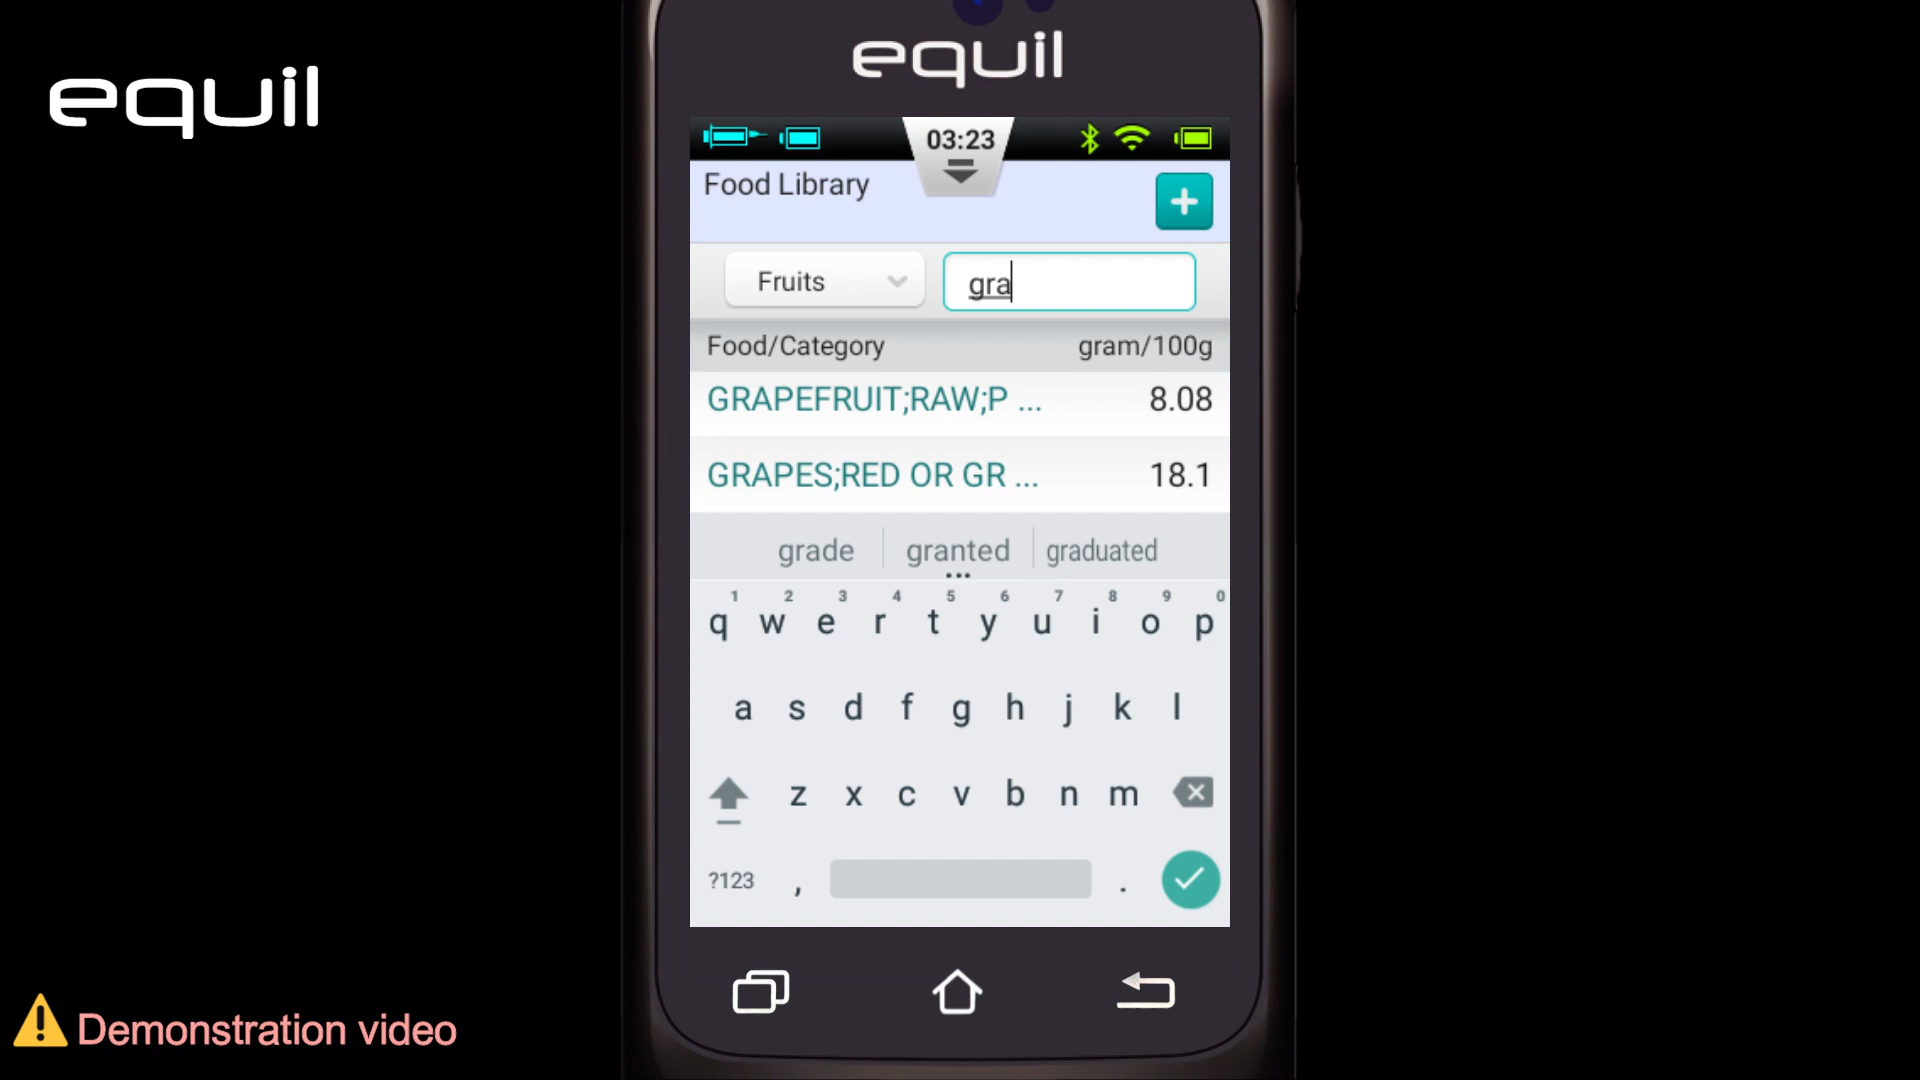 equil
equil
03:23
Food Library
+
Fruits
gra
Food/Category gram/100g
GRAPEFRUIT;RAW;P ... 8.08
GRAPES;RED OR GR ... 18.1
grade granted graduated
1 2 3 4 5 6 7 8 9 0
q w e r t y u i o p
a s d f g h j k l
z x c v b n m
?123 , .
Demonstration video